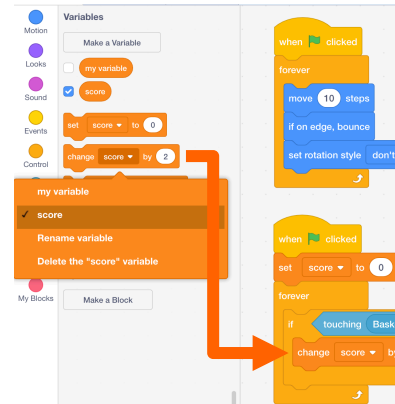 Variables
Make a Variable
my variable
score
set score to 0
change score by 2
my variable
score
Rename variable
Delete the "score" variable
Make a Block
Motion
Looks
Sound
Events
Control
My Blocks
when clicked
forever
move 10 steps
if on edge, bounce
set rotation style don't
when clicked
set score to 0
forever
if touching Bask
change score by